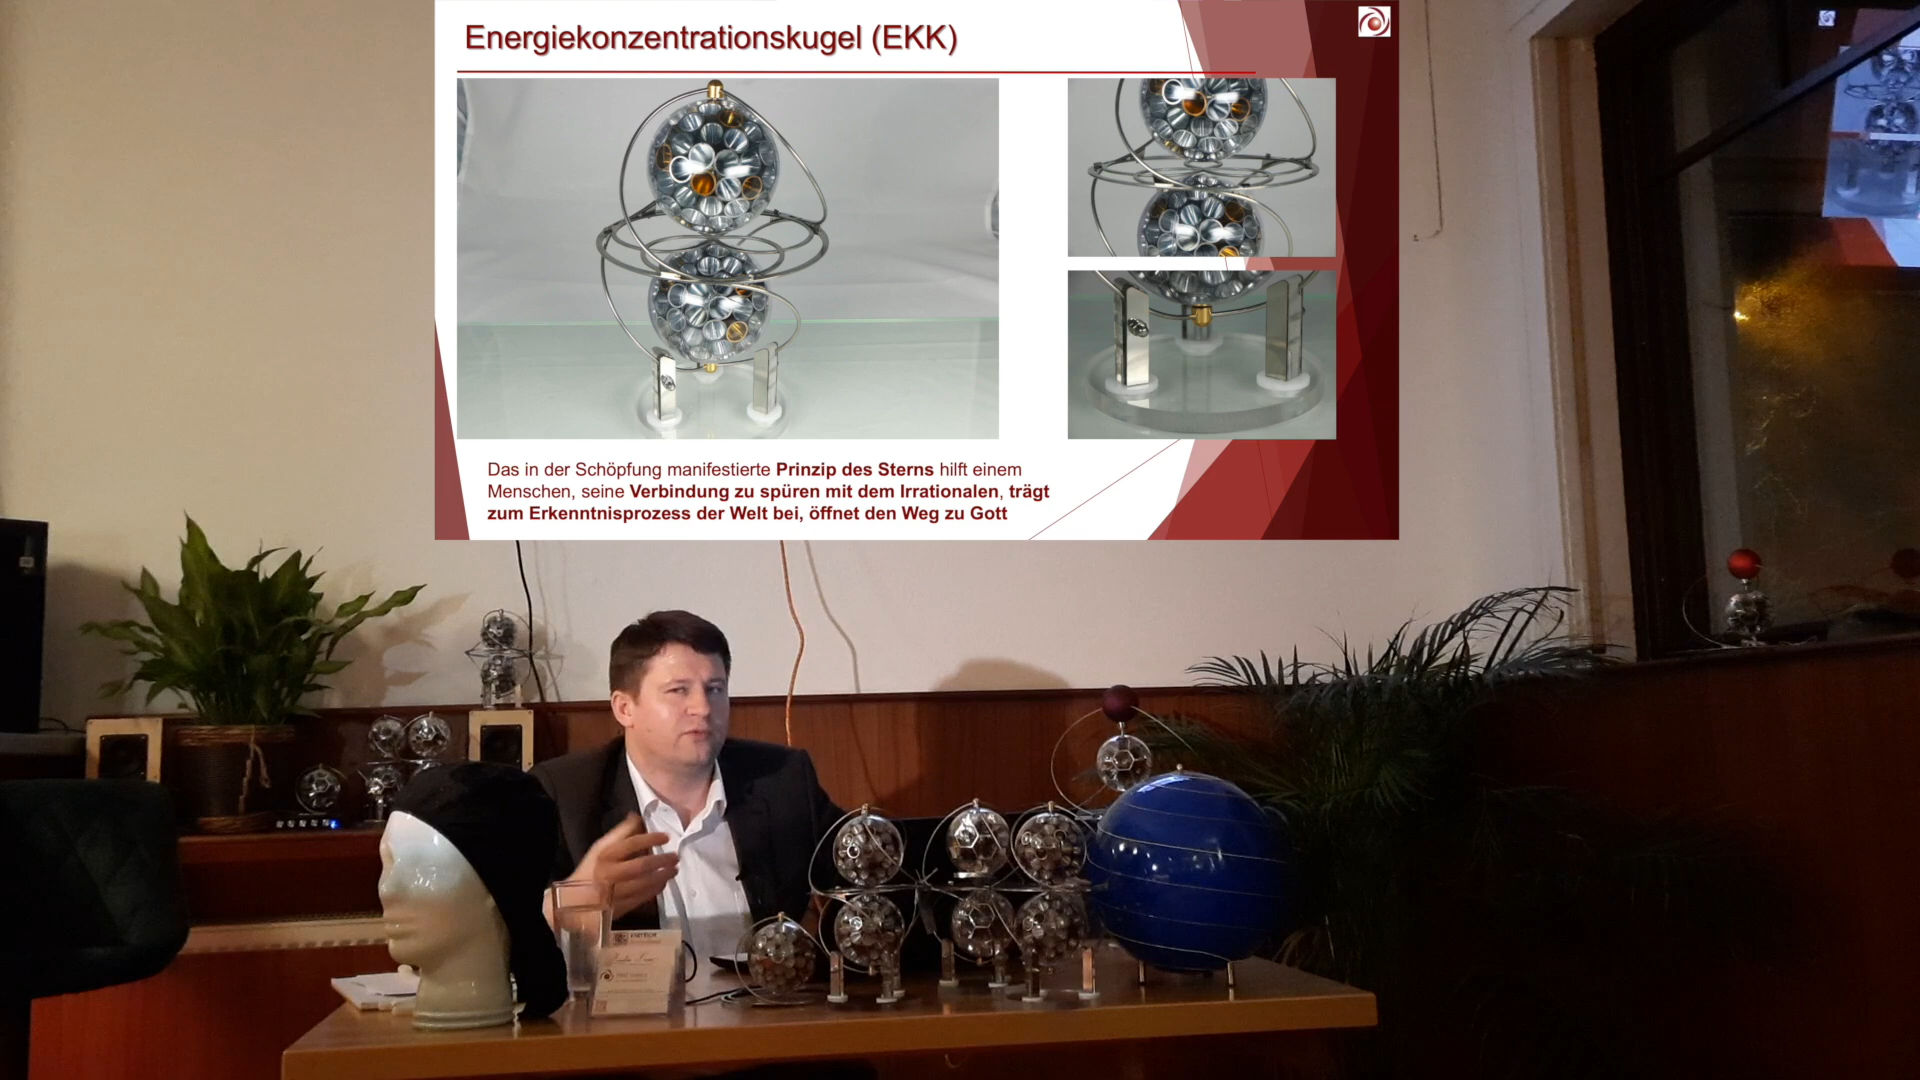 Energiekonzentrationskugel (EKK)
Das in der Schöpfung manifestierte Prinzip des Sterns hilft einem
Menschen, seine Verbindung zu spüren mit dem Irrationalen, trägt
zum Erkenntnisprozess der Welt bei, öffnet den Weg zu Gott